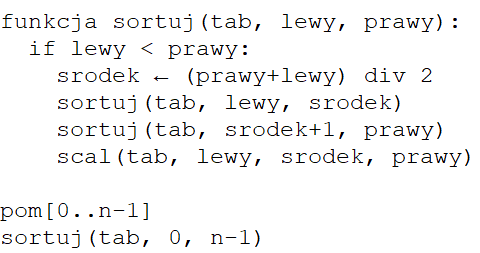 funkcja sortuj(tab, lewy, prawy):
if lewy < prawy:
srodek ← (prawy+lewy) div 2
sortuj(tab, lewy, srodek)
sortuj(tab, srodek+1, prawy)
scal(tab, lewy, srodek, prawy)
pom[0..n-1]
sortuj(tab, 0, n-1)